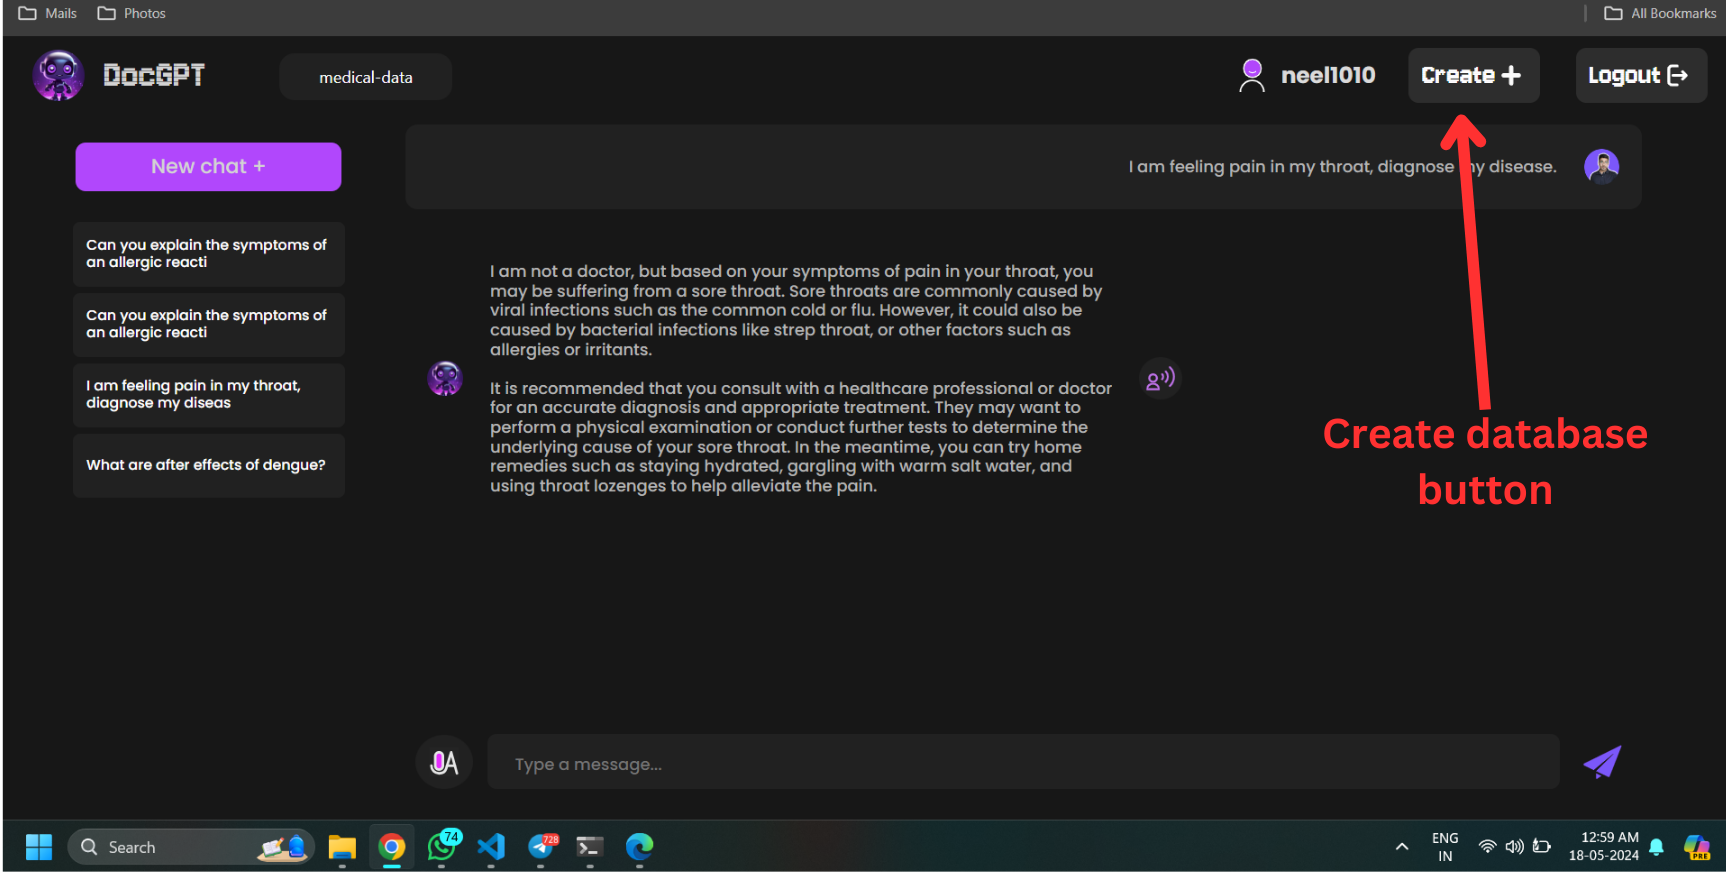 Mails
Photos
All Bookmarks
DocGPT
medical-data
neel1010
Create +
Logout
New chat +
I am feeling pain in my throat, diagnose my disease.
Can you explain the symptoms of
an allergic reacti
Can you explain the symptoms of
an allergic reacti
I am feeling pain in my throat,
diagnose my diseas
What are after effects of dengue?
I am not a doctor, but based on your symptoms of pain in your throat, you
may be suffering from a sore throat. Sore throats are commonly caused by
viral infections such as the common cold or flu. However, it could also be
caused by bacterial infections like strep throat, or other factors such as
allergies or irritants.
It is recommended that you consult with a healthcare professional or doctor
for an accurate diagnosis and appropriate treatment. They may want to
perform a physical examination or conduct further tests to determine the
underlying cause of your sore throat. In the meantime, you can try home
remedies such as staying hydrated, gargling with warm salt water, and
using throat lozenges to help alleviate the pain.
Create database
button
A
Type a message...
Search
74
728
ENG
IN
12:59 AM
18-05-2024
PRE